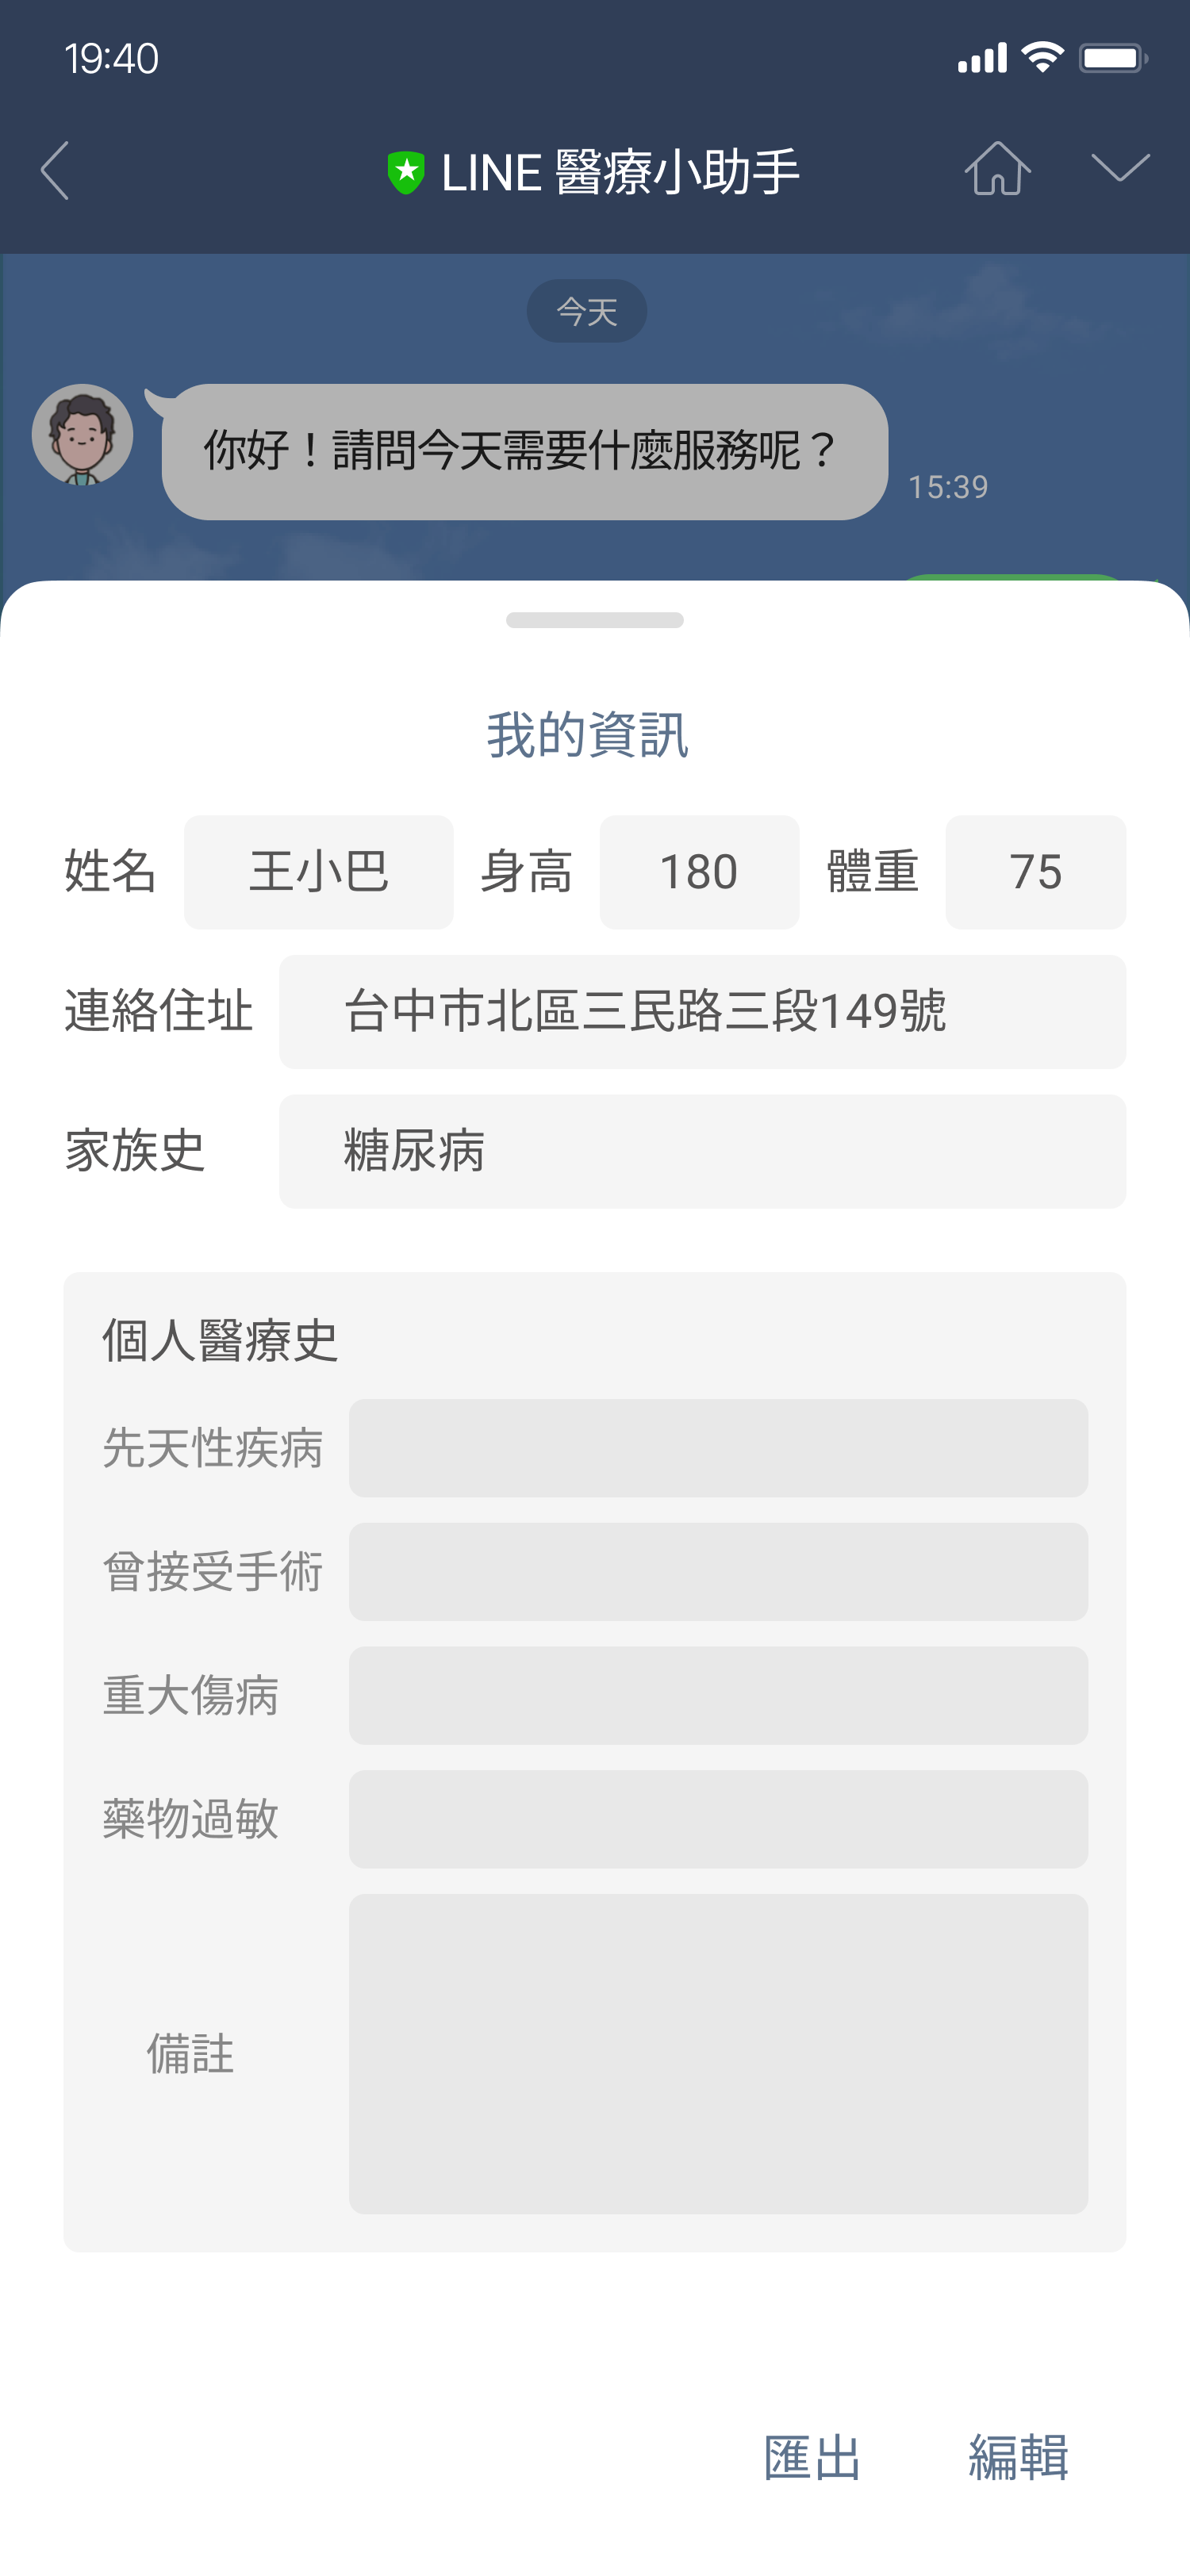 19:40
LINE 醫療小助手
今天
你好！請問今天需要什麼服務呢？
15:39
我的資訊
姓名 王小巴 身高 180 體重 75
連絡住址 台中市北區三民路三段149號
家族史 糖尿病
個人醫療史
先天性疾病
曾接受手術
重大傷病
藥物過敏
備註
匯出 編輯